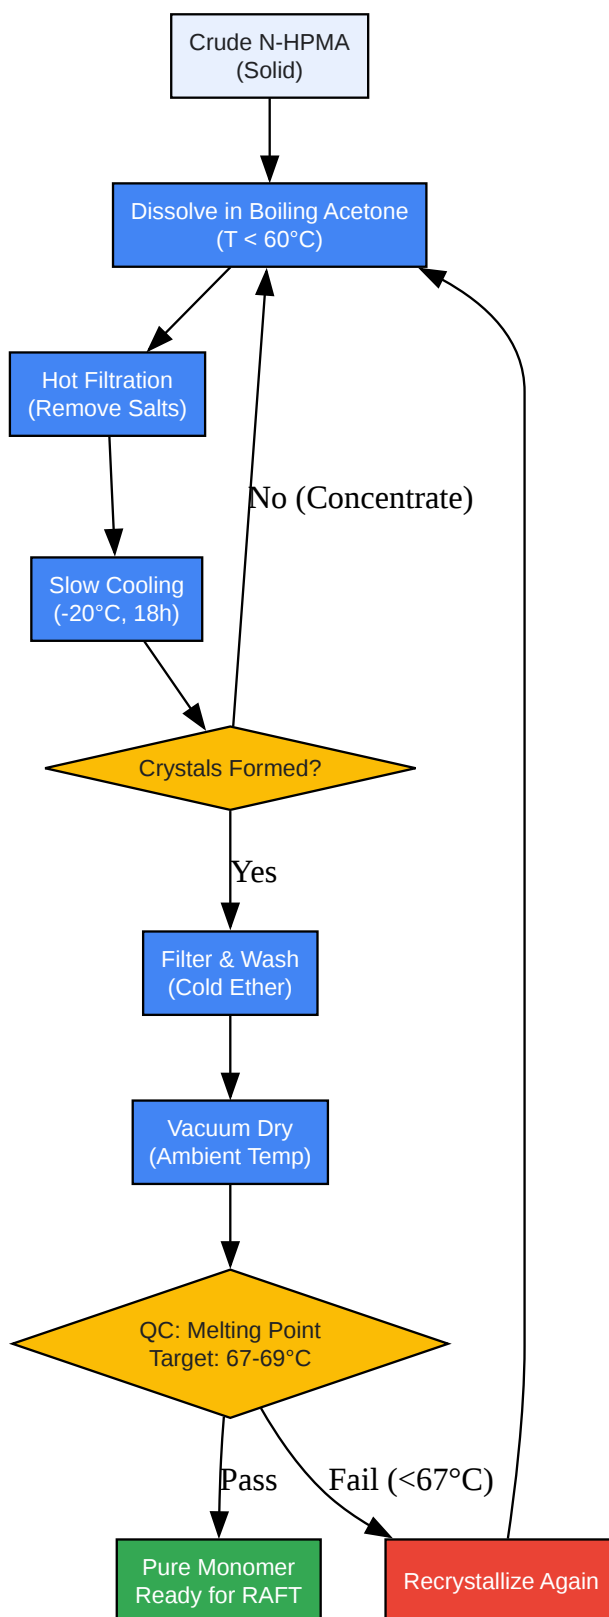 Crude N-HPMA
(Solid)
Dissolve in Boiling Acetone
(T < 60°C)
Hot Filtration
(Remove Salts)
No (Concentrate)
Slow Cooling
(-20°C, 18h)
Crystals Formed?
Yes
Filter & Wash
(Cold Ether)
Vacuum Dry
(Ambient Temp)
QC: Melting Point
Target: 67-69°C
Pass
Fail (<67°C)
Pure Monomer
Ready for RAFT
Recrystallize Again